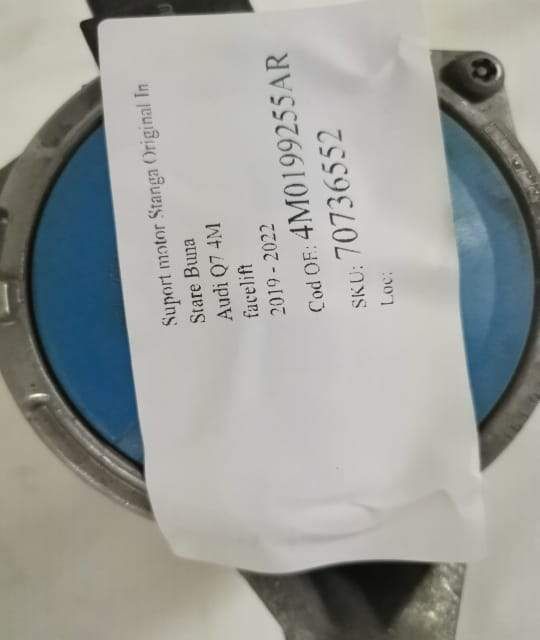 Suport motor Stanga Original In
Stare Buna
Audi Q7 4M
facelift
2019 - 2022
Cod OE: 4M0199255AR
SKU: 70736552
Loc: